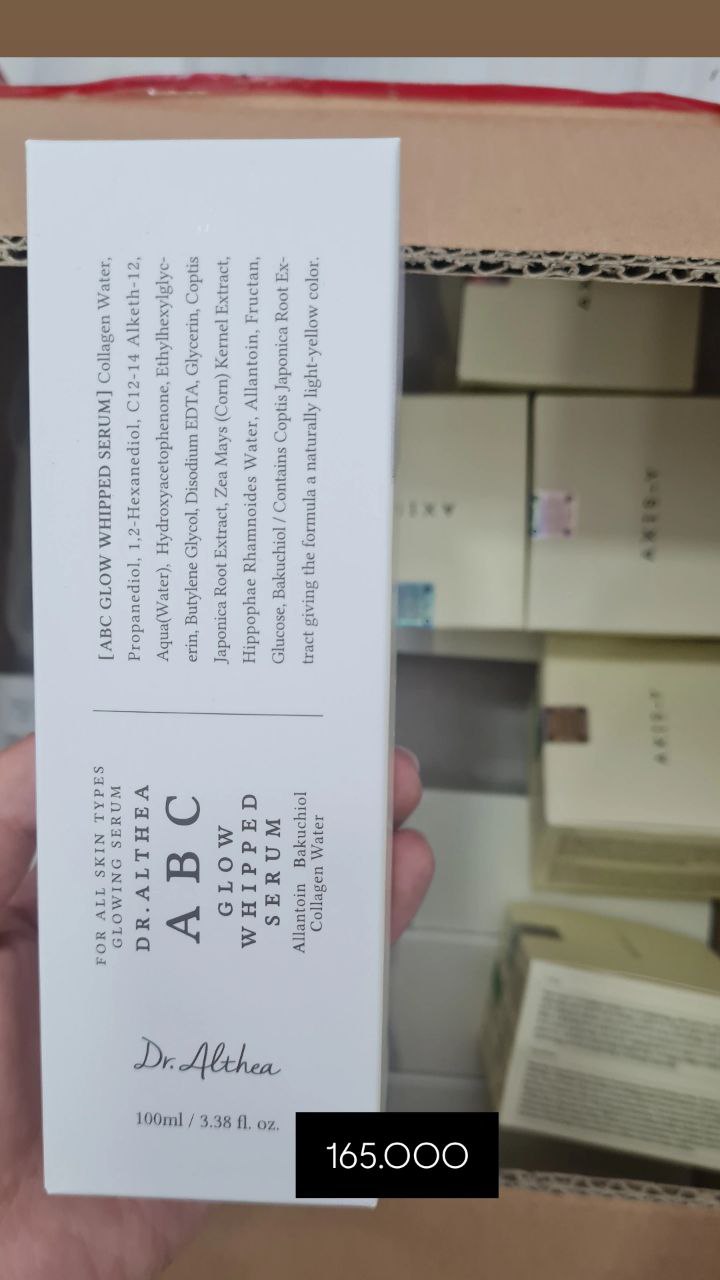 [ABC GLOW WHIPPED SERUM] Collagen Water,
Propanediol, 1,2-Hexanediol, C12-14 Alketh-12,
Aqua(Water), Hydroxyacetophenone, Ethylhexylglyc-
erin, Butylene Glycol, Disodium EDTA, Glycerin, Coptis
Japonica Root Extract, Zea Mays (Corn) Kernel Extract,
Hippophae Rhamnoides Water, Allantoin, Fructan,
Glucose, Bakuchiol / Contains Coptis Japonica Root Ex-
tract giving the formula a naturally light-yellow color.
FOR ALL SKIN TYPES
GLOWING SERUM
DR.ALTHEA
ABC
GLOW
WHIPPED
SERUM
Allantoin Bakuchiol
Collagen Water
Dr.Althea
100ml / 3.38 fl. oz.
165.000
AXIS-Y
AXIS-Y
AXIS-Y